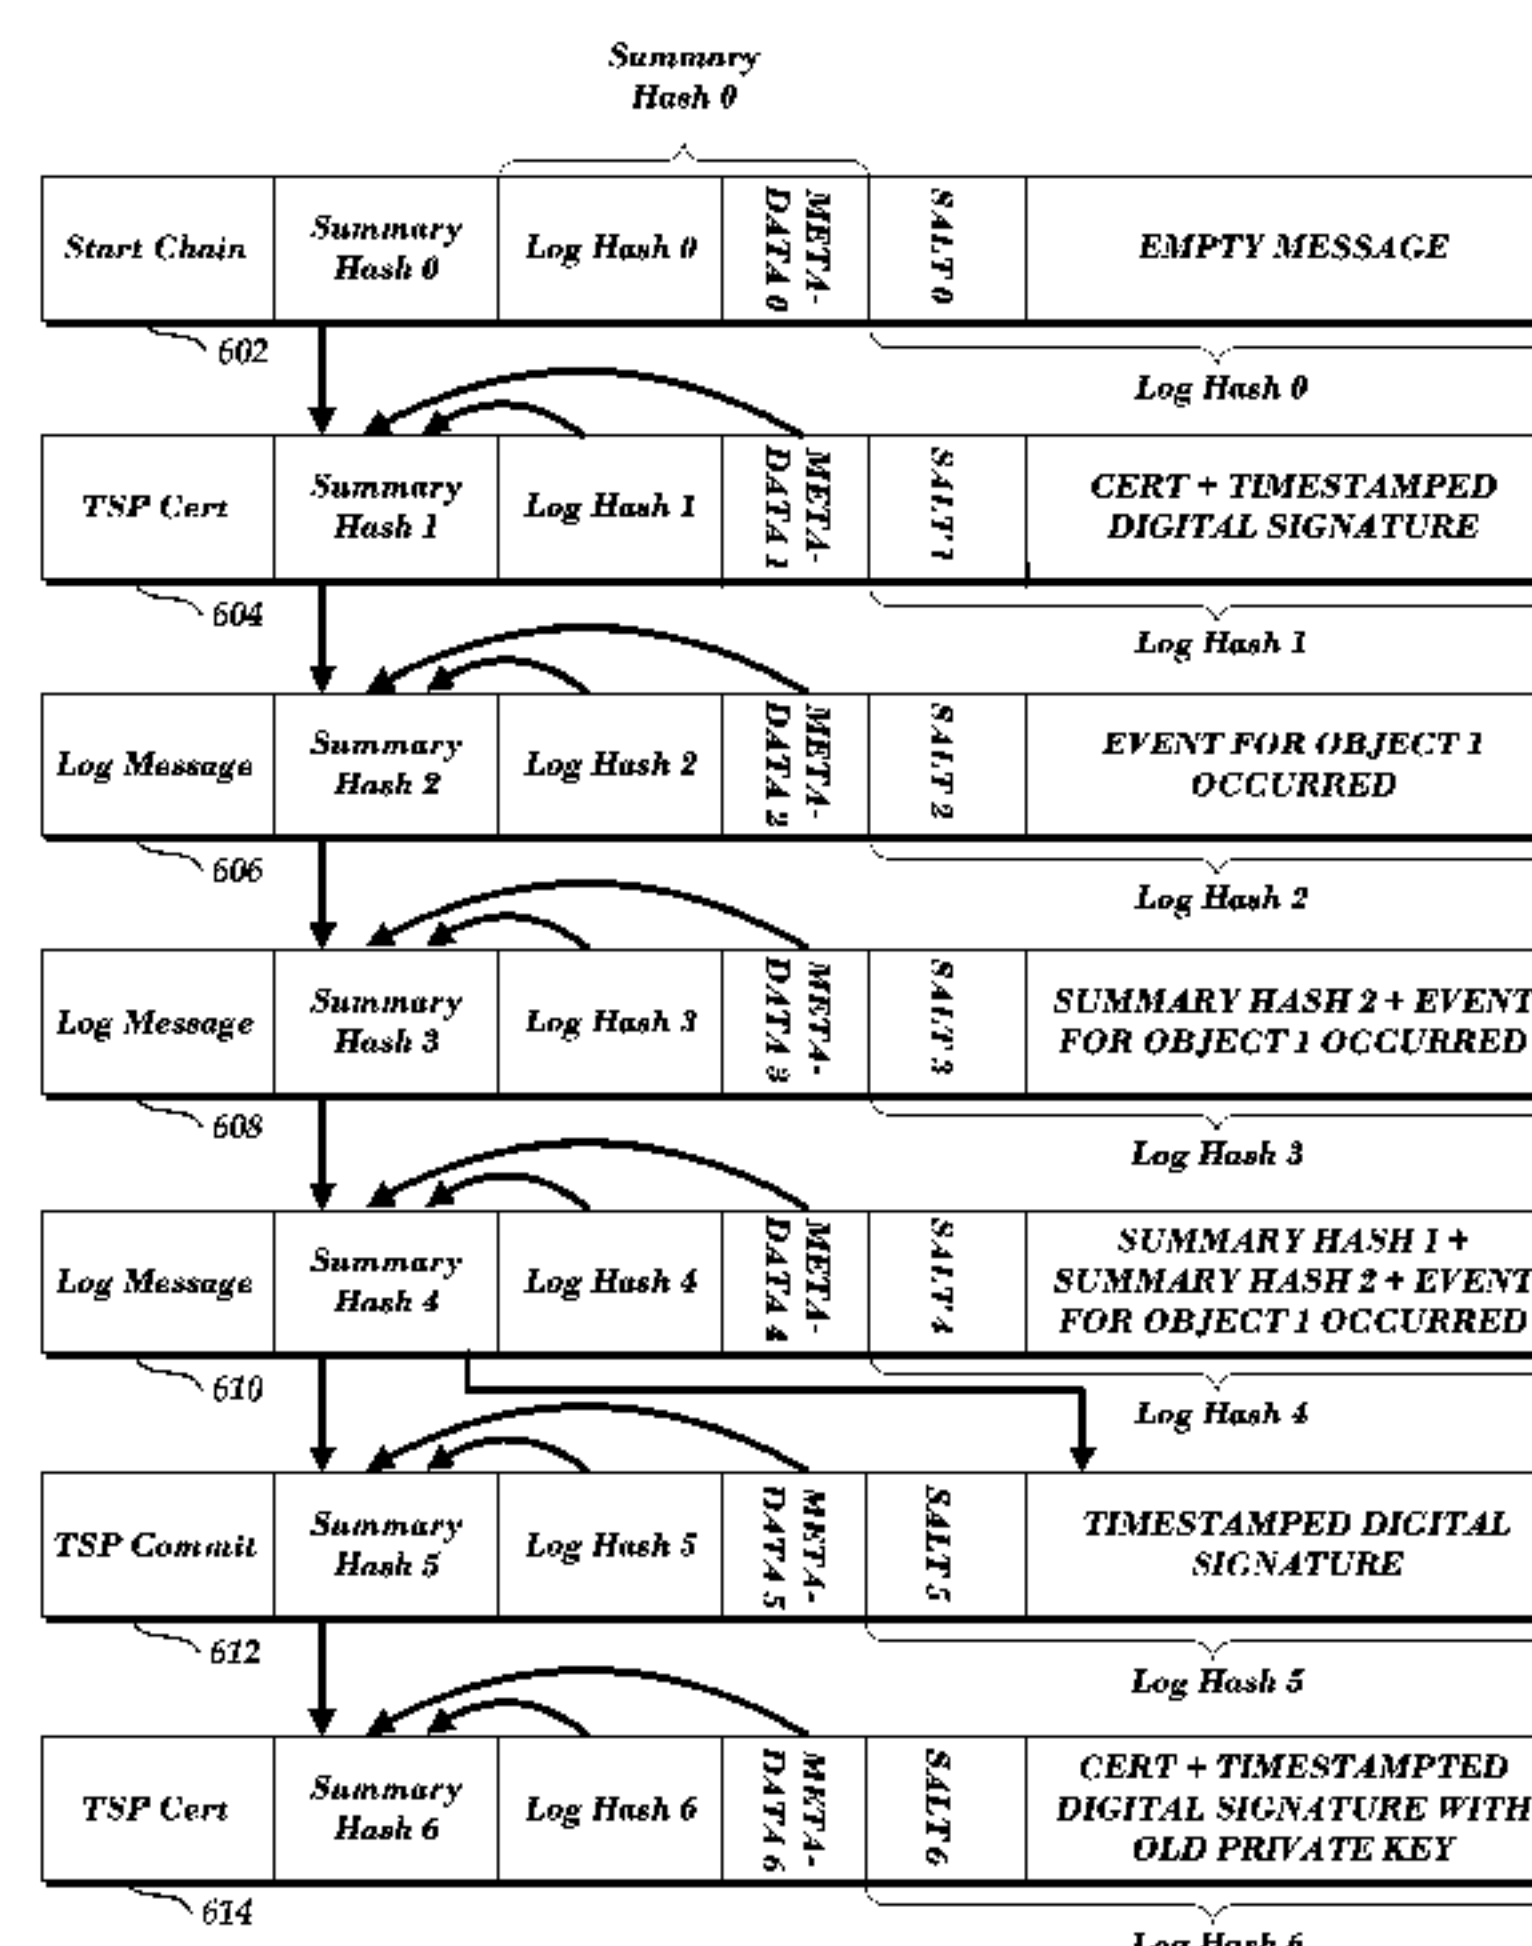 Summary
Hash 0
Start Chain
Summary
Hash 0
Log Hash 0
META-
DATA 0
SALT 0
EMPTY MESSAGE
602
Log Hash 0
TSP Cert
Summary
Hash 1
Log Hash 1
META-
DATA 1
SALT 1
CERT + TIMESTAMPED
DIGITAL SIGNATURE
604
Log Hash 1
Log Message
Summary
Hash 2
Log Hash 2
META-
DATA 2
SALT 2
EVENT FOR OBJECT 1
OCCURRED
606
Log Hash 2
Log Message
Summary
Hash 3
Log Hash 3
META-
DATA 3
SALT 3
SUMMARY HASH 2 + EVENT
FOR OBJECT 1 OCCURRED
608
Log Hash 3
Log Message
Summary
Hash 4
Log Hash 4
META-
DATA 4
SALT 4
SUMMARY HASH 1 +
SUMMARY HASH 2 + EVENT
FOR OBJECT 1 OCCURRED
610
Log Hash 4
TSP Commit
Summary
Hash 5
Log Hash 5
META-
DATA 5
SALT 5
TIMESTAMPED DIGITAL
SIGNATURE
612
Log Hash 5
TSP Cert
Summary
Hash 6
Log Hash 6
META-
DATA 6
SALT 6
CERT + TIMESTAMPTED
DIGITAL SIGNATURE WITH
OLD PRIVATE KEY
614
Log Hash 6